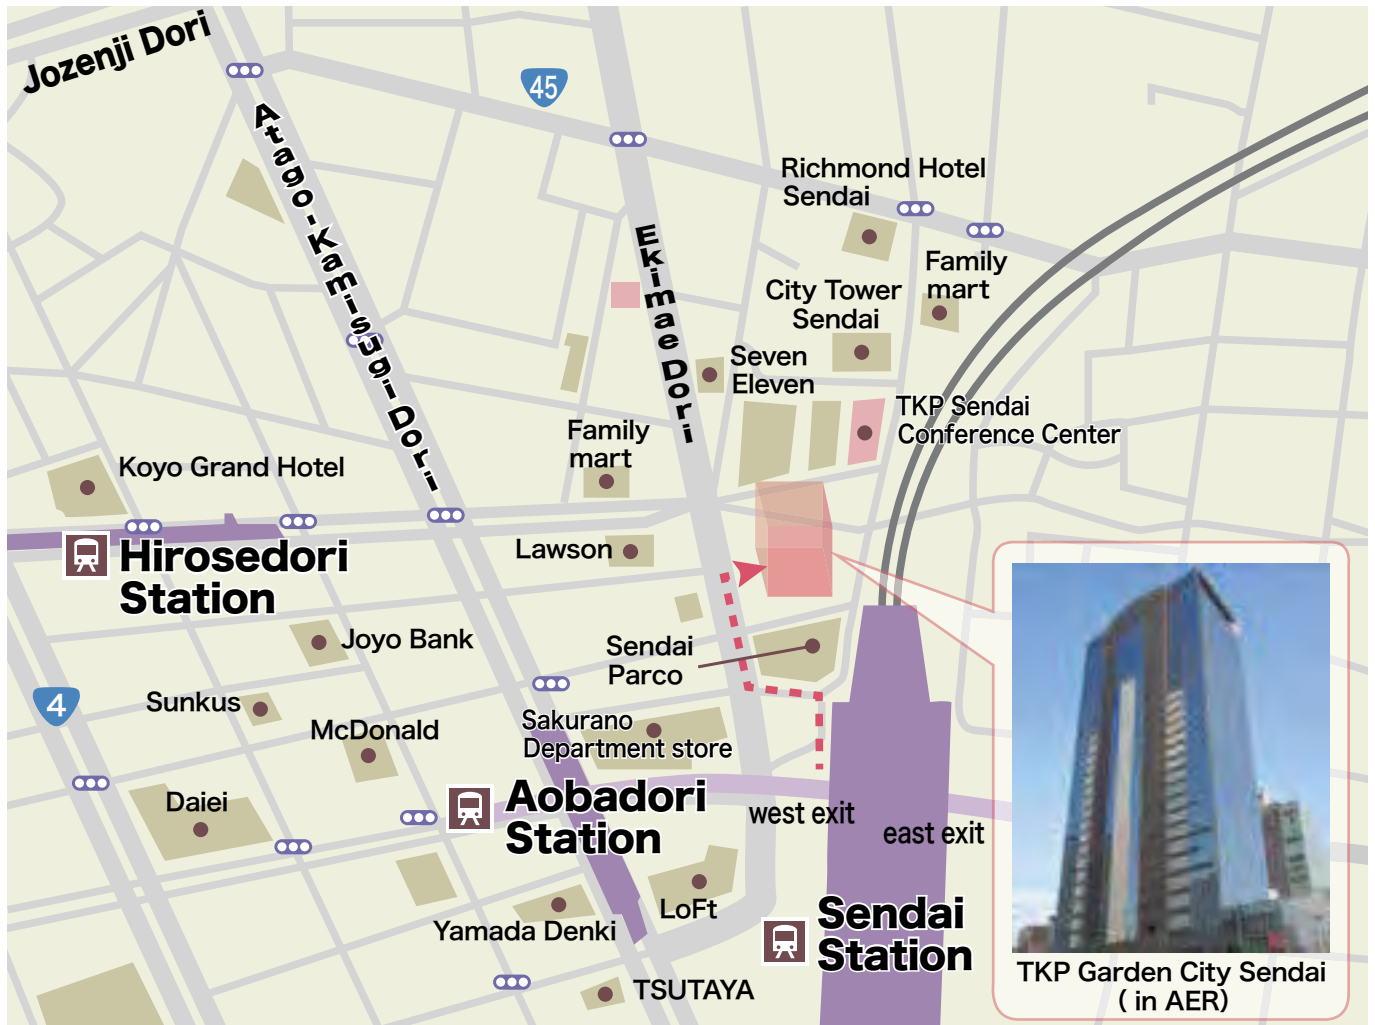 Jozenji Dori
45
Atago-Kamisugi Dori
Ekimae Dori
Richmond Hotel
Sendai
Family
mart
City Tower
Sendai
Seven
Eleven
TKP Sendai
Conference Center
Family
mart
Koyo Grand Hotel
Hirosedori
Station
Lawson
Joyo Bank
Sendai
Parco
4
Sunkus
McDonald
Sakurano
Department store
Daiei
Aobadori
Station
west exit
east exit
LoFt
Yamada Denki
Sendai
Station
TSUTAYA
TKP Garden City Sendai
( in AER)